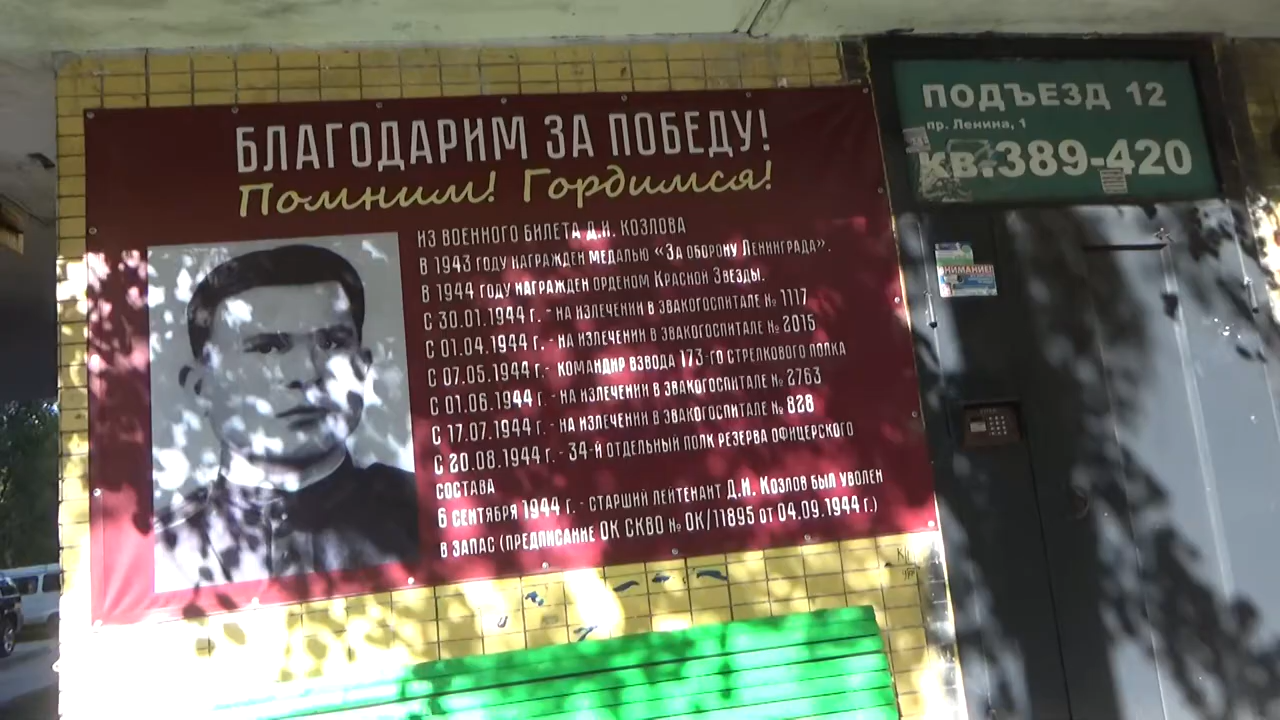 БЛАГОДАРИМ ЗА ПОБЕДУ!
Помним! Гордимся!
ИЗ ВОЕННОГО БИЛЕТА Д.И. КОЗЛОВА
В 1943 ГОДУ НАГРАЖДЕН МЕДАЛЬЮ «ЗА ОБОРОНУ ЛЕНИНГРАДА».
В 1944 ГОДУ НАГРАЖДЕН ОРДЕНОМ КРАСНОЙ ЗВЕЗДЫ.
С 30.01.1944 Г. - НА ИЗЛЕЧЕНИИ В ЭВАКОГОСПИТАЛЕ № 1117
С 01.04.1944 Г. - НА ИЗЛЕЧЕНИИ В ЭВАКОГОСПИТАЛЕ № 2015
С 07.05.1944 Г.- КОМАНДИР ВЗВОДА 173-ГО СТРЕЛКОВОГО ПОЛКА
С 01.06.1944 Г. - НА ИЗЛЕЧЕНИИ В ЭВАКОГОСПИТАЛЕ № 2763
С 17.07.1944 Г. - НА ИЗЛЕЧЕНИИ В ЭВАКОГОСПИТАЛЕ № 828
С 20.08.1944 Г. - 34-Й ОТДЕЛЬНЫЙ ПОЛК РЕЗЕРВА ОФИЦЕРСКОГО
СОСТАВА
6 СЕНТЯБРЯ 1944 Г. - СТАРШИЙ ЛЕЙТЕНАНТ Д.И. КОЗЛОВ БЫЛ УВОЛЕН
В ЗАПАС (ПРЕДПИСАНИЕ ОК СКВО № ОК/11895 ОТ 04.09.1944 Г.)
ПОДЪЕЗД 12
пр. Ленина, 1
кв.389-420
ВНИМАНИЕ!